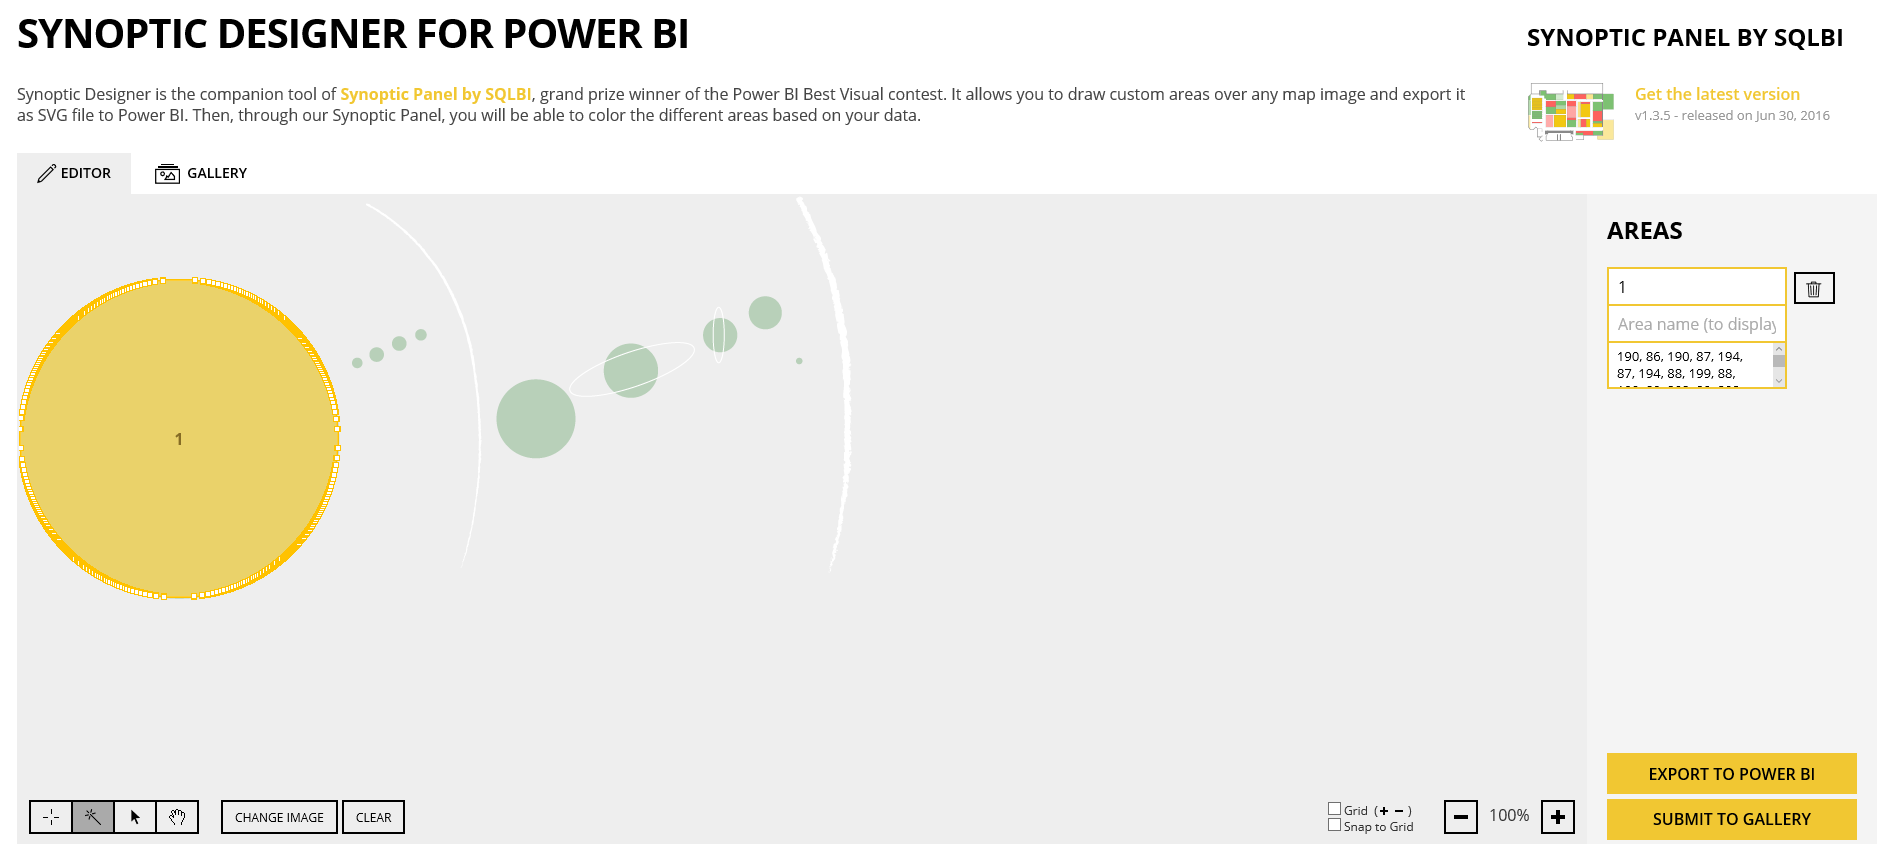 SYNOPTIC DESIGNER FOR POWER BI
SYNOPTIC PANEL BY SQLBI
Synoptic Designer is the companion tool of Synoptic Panel by SQLBI, grand prize winner of the Power BI Best Visual contest. It allows you to draw custom areas over any map image and export it
as SVG file to Power BI. Then, through our Synoptic Panel, you will be able to color the different areas based on your data.
Get the latest version
v1.3.5 - released on Jun 30, 2016
EDITOR
GALLERY
AREAS
1
Area name (to display
190, 86, 190, 87, 194,
87, 194, 88, 199, 88,
1
EXPORT TO POWER BI
SUBMIT TO GALLERY
CHANGE IMAGE
CLEAR
Grid (+ − )
Snap to Grid
100%